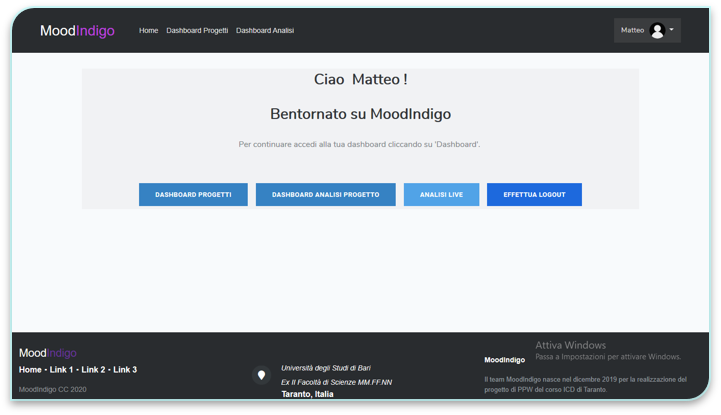 MoodIndigo Home Dashboard Progetti Dashboard Analisi Matteo
Ciao Matteo !
Bentornato su MoodIndigo
Per continuare accedi alla tua dashboard cliccando su 'Dashboard'.
DASHBOARD PROGETTI DASHBOARD ANALISI PROGETTO ANALISI LIVE EFFETTUA LOGOUT
MoodIndigo
Home · Link 1 · Link 2 · Link 3
MoodIndigo CC 2020
Università degli Studi di Bari
Ex II Facoltà di Scienze MM.FF.NN
Taranto, Italia
Attiva Windows
Passa a Impostazioni per attivare Windows.
MoodIndigo
Il team MoodIndigo nasce nel dicembre 2019 per la realizzazione del
progetto di PPW del corso ICD di Taranto.